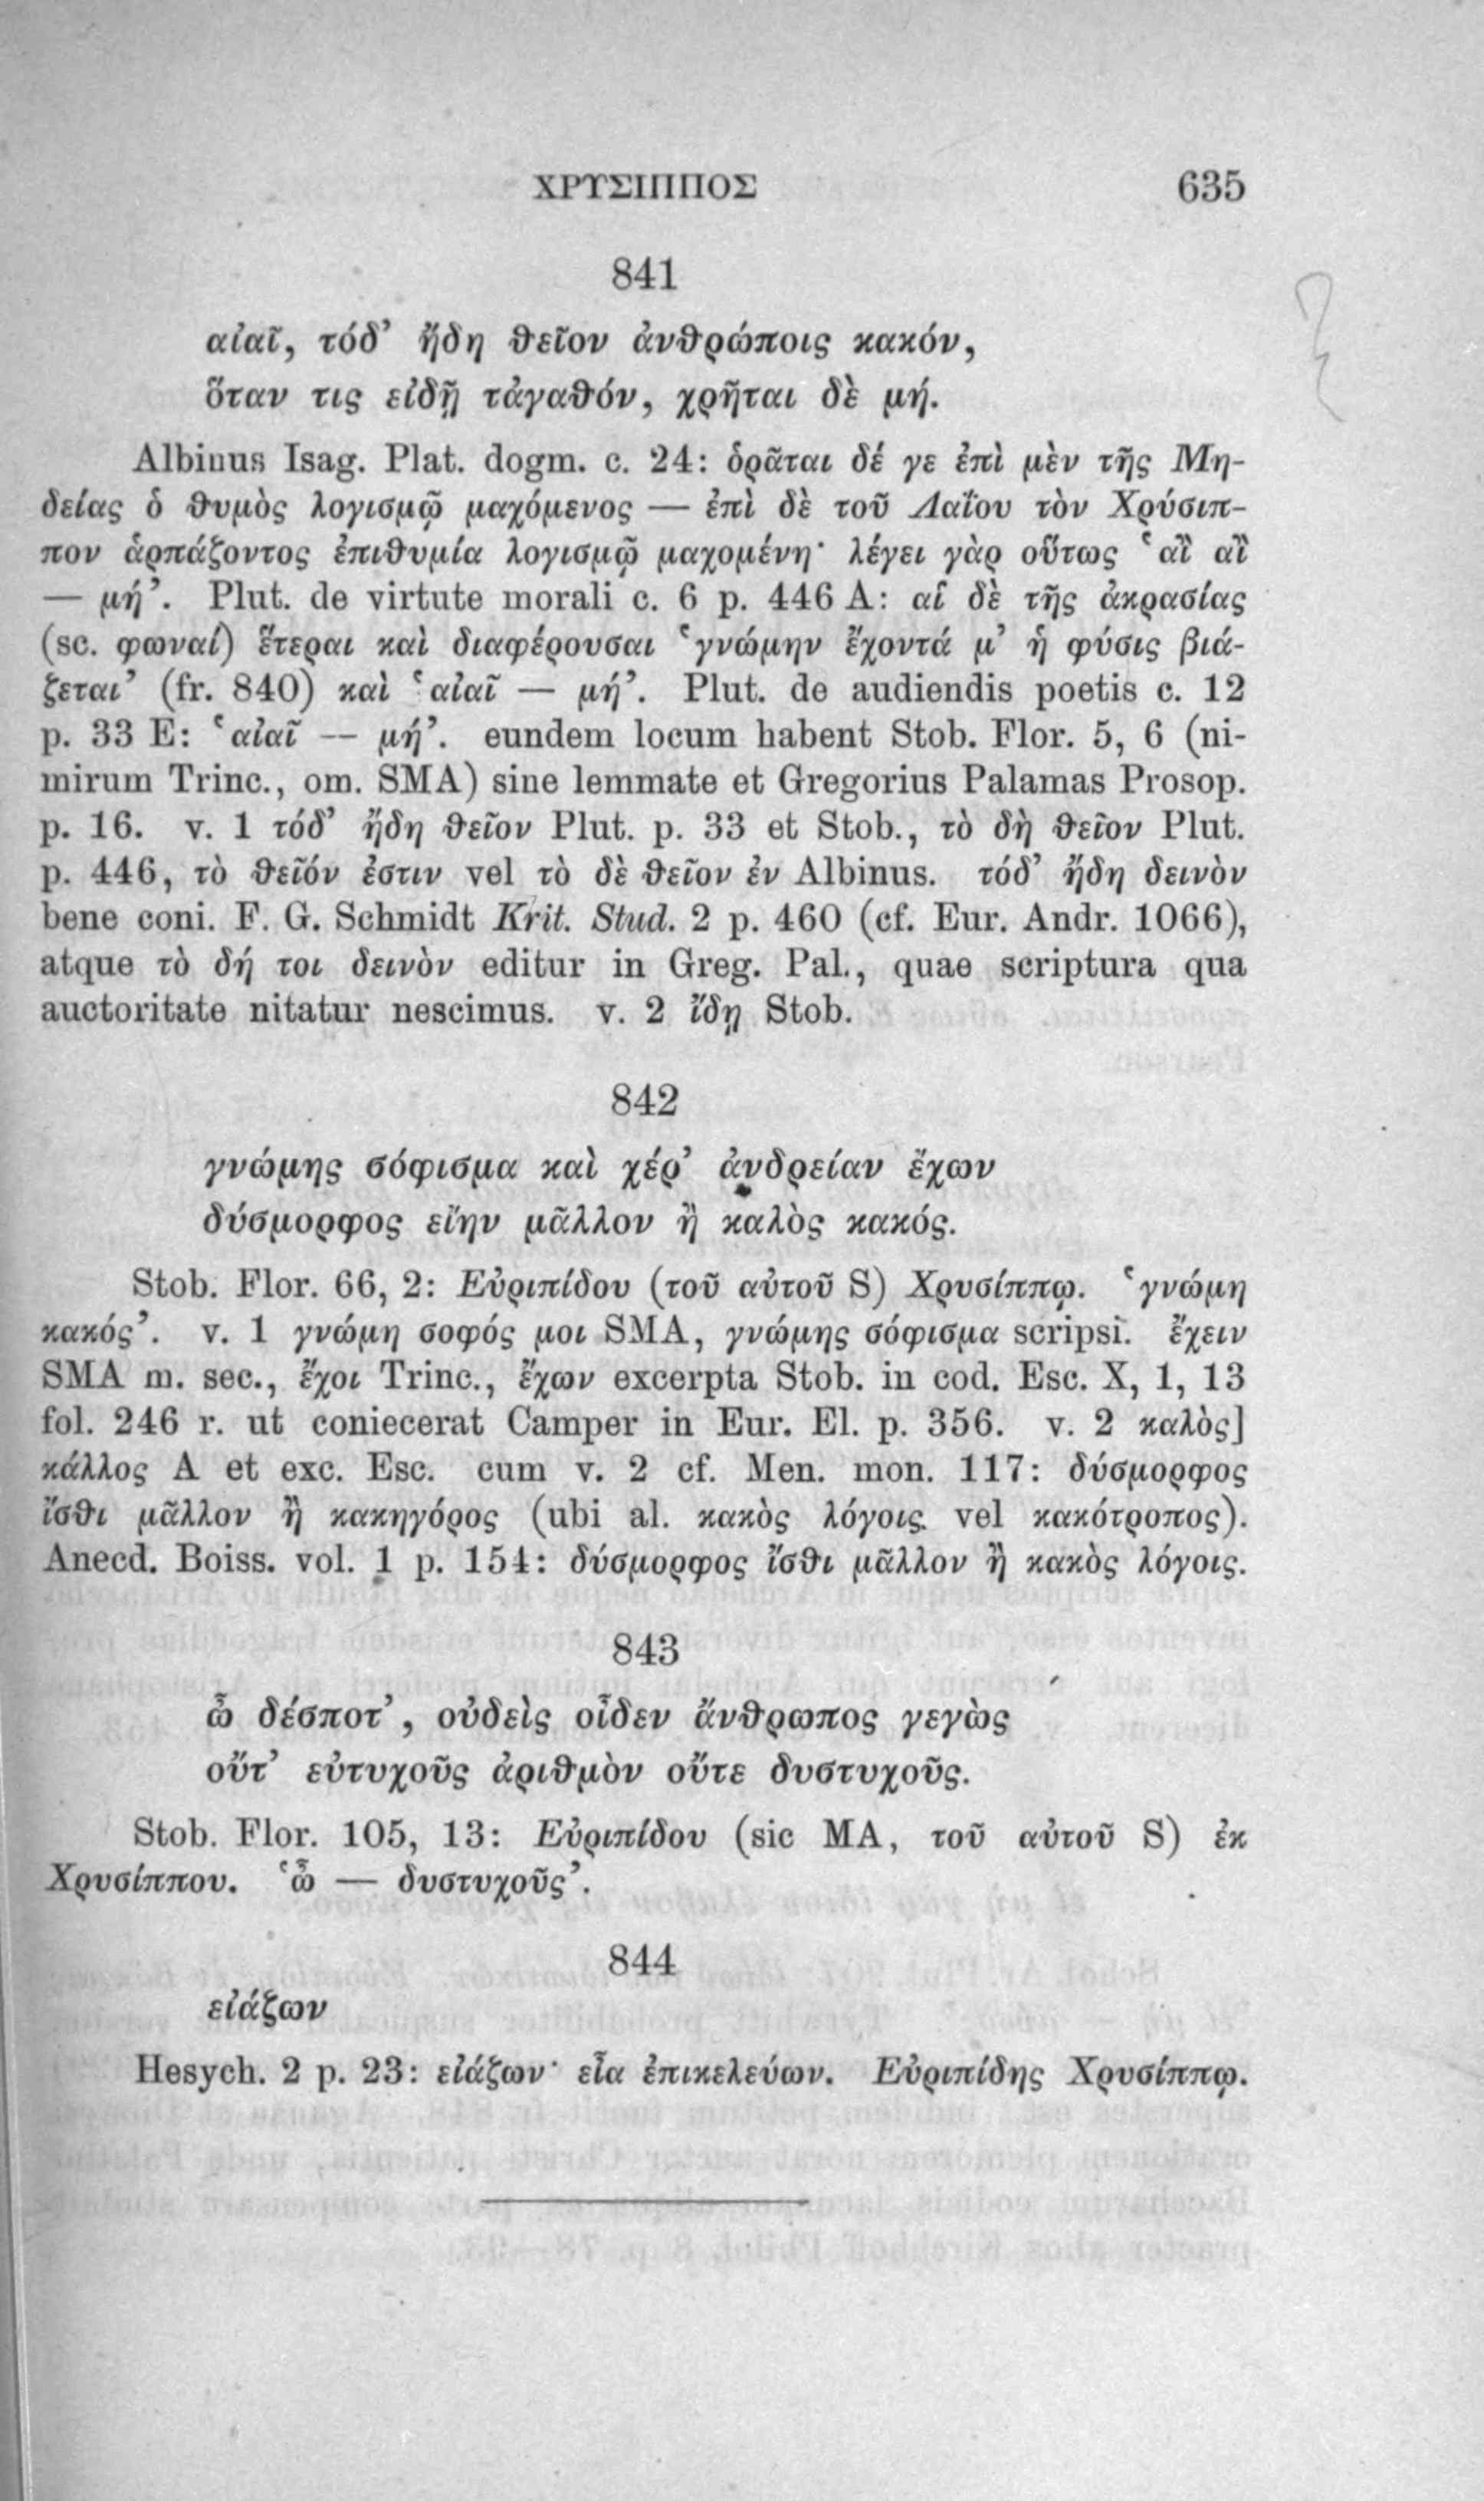 ΧΡΥΣΙΠΠΟΣ 635
841
αἰαῖ, τόδ’ ἤδη θεῖον ἀνθρώποις κακόν,
ὅταν τις εἰδῇ τἀγαθόν, χρῆται δὲ μή.
Albinus Isag. Plat. dogm. c. 24: ὁρᾶται δέ γε ἐπὶ μὲν τῆς Μη-
δείας ὁ θυμὸς λογισμῷ μαχόμενος — ἐπὶ δὲ τοῦ Λαΐου τὸν Χρύσιπ-
πον ἁρπάζοντος ἐπιθυμία λογισμῷ μαχομένη· λέγει γὰρ οὕτως ‘αἲ αἲ
— μή’. Plut. de virtute morali c. 6 p. 446 A: αἱ δὲ τῆς ἀκρασίας
(sc. φωναί) ἕτεραι καὶ διαφέρουσαι ‘γνώμην ἔχοντά μ’ ἡ φύσις βιά-
ζεται’ (fr. 840) καὶ ‘αἰαῖ — μή’. Plut. de audiendis poetis c. 12
p. 33 E: ‘αἰαῖ — μή’. eundem locum habent Stob. Flor. 5, 6 (ni-
mirum Trinc., om. SMA) sine lemmate et Gregorius Palamas Prosop.
p. 16. v. 1 τόδ’ ἤδη θεῖον Plut. p. 33 et Stob., τὸ δὴ θεῖον Plut.
p. 446, τὸ θεῖόν ἐστιν vel τὸ δὲ θεῖον ἐν Albinus. τόδ’ ἤδη δεινὸν
bene coni. F. G. Schmidt Krit. Stud. 2 p. 460 (cf. Eur. Andr. 1066),
atque τὸ δή τοι δεινὸν editur in Greg. Pal., quae scriptura qua
auctoritate nitatur nescimus. v. 2 ἴδῃ Stob.
842
γνώμης σόφισμα καὶ χέρ’ ἀνδρείαν ἔχων
δύσμορφος εἴην μᾶλλον ἢ καλὸς κακός.
Stob. Flor. 66, 2: Εὐριπίδου (τοῦ αὐτοῦ S) Χρυσίππῳ. ‘γνώμη
κακός’. v. 1 γνώμη σοφός μοι SMA, γνώμης σόφισμα scripsi. ἔχειν
SMA m. sec., ἔχοι Trinc., ἔχων excerpta Stob. in cod. Esc. X, 1, 13
fol. 246 r. ut coniecerat Camper in Eur. El. p. 356. v. 2 καλὸς]
κάλλος A et exc. Esc. cum v. 2 cf. Men. mon. 117: δύσμορφος
ἴσθι μᾶλλον ἢ κακηγόρος (ubi al. κακὸς λόγοις vel κακότροπος).
Anecd. Boiss. vol. 1 p. 154: δύσμορφος ἴσθι μᾶλλον ἢ κακὸς λόγοις.
843
ὦ δέσποτ’, οὐδεὶς οἶδεν ἄνθρωπος γεγὼς
οὔτ’ εὐτυχοῦς ἀριθμὸν οὔτε δυστυχοῦς.
Stob. Flor. 105, 13: Εὐριπίδου (sic MA, τοῦ αὐτοῦ S) ἐκ
Χρυσίππου. ‘ὦ — δυστυχοῦς’.
844
εἰάζων
Hesych. 2 p. 23: εἰάζων· εἶα ἐπικελεύων. Εὐριπίδης Χρυσίππῳ.